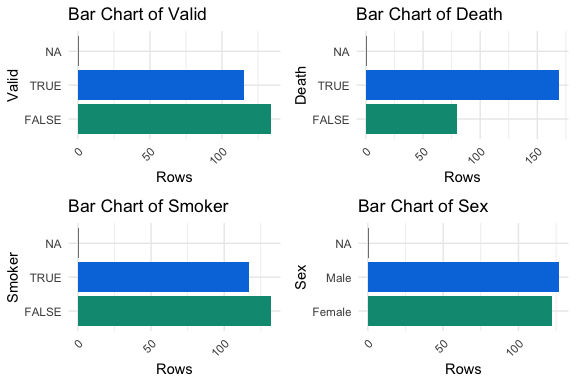 Bar Chart of Valid
Valid
NA
TRUE
FALSE
0
50
100
Rows
Bar Chart of Death
Death
NA
TRUE
FALSE
0
50
100
150
Rows
Bar Chart of Smoker
Smoker
NA
TRUE
FALSE
0
50
100
Rows
Bar Chart of Sex
Sex
NA
Male
Female
0
50
100
Rows